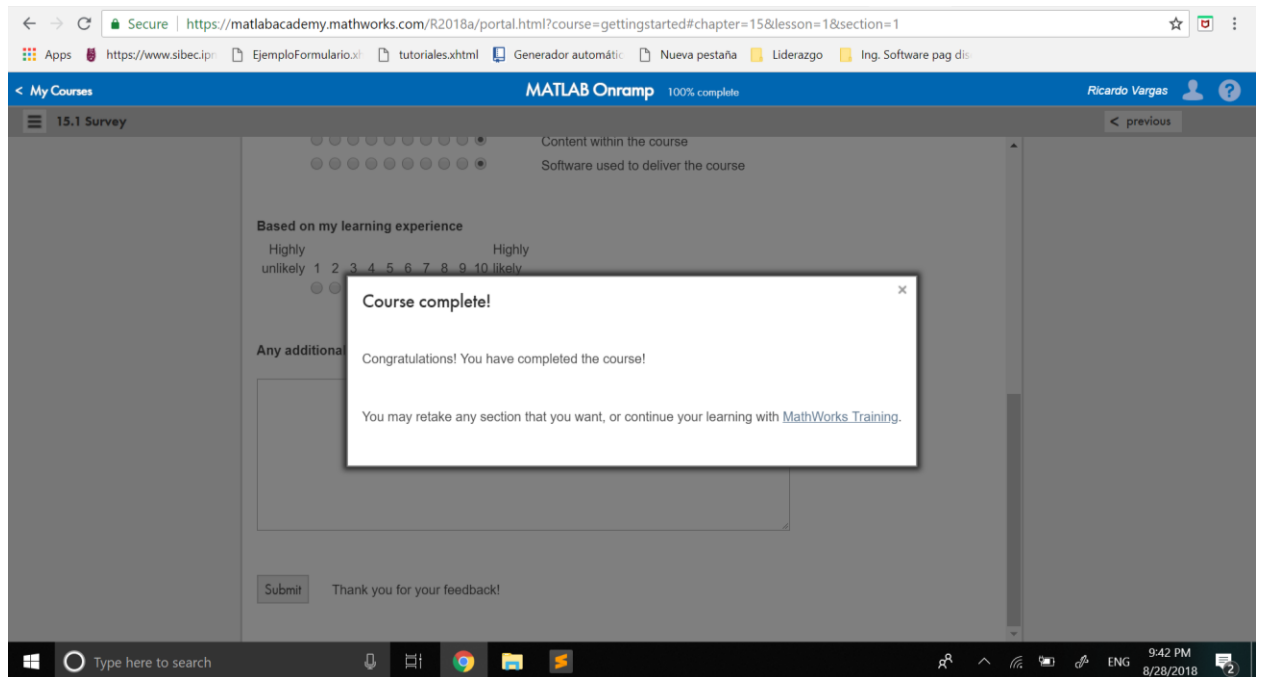 Secure | https://matlabacademy.mathworks.com/R2018a/portal.html?course=gettingstarted#chapter=15&lesson=1&section=1
Apps https://www.sibec.ipn EjemploFormulario.xh tutoriales.xhtml Generador automátic Nueva pestaña Liderazgo Ing. Software pag dis
< My Courses MATLAB Onramp 100% complete Ricardo Vargas ?
15.1 Survey < previous
Content within the course
Software used to deliver the course
Based on my learning experience
Highly Highly
unlikely 1 2 3 4 5 6 7 8 9 10 likely
Course complete! ×
Any additional
Congratulations! You have completed the course!
You may retake any section that you want, or continue your learning with MathWorks Training.
Submit Thank you for your feedback!
Type here to search ENG 9:42 PM
8/28/2018 2